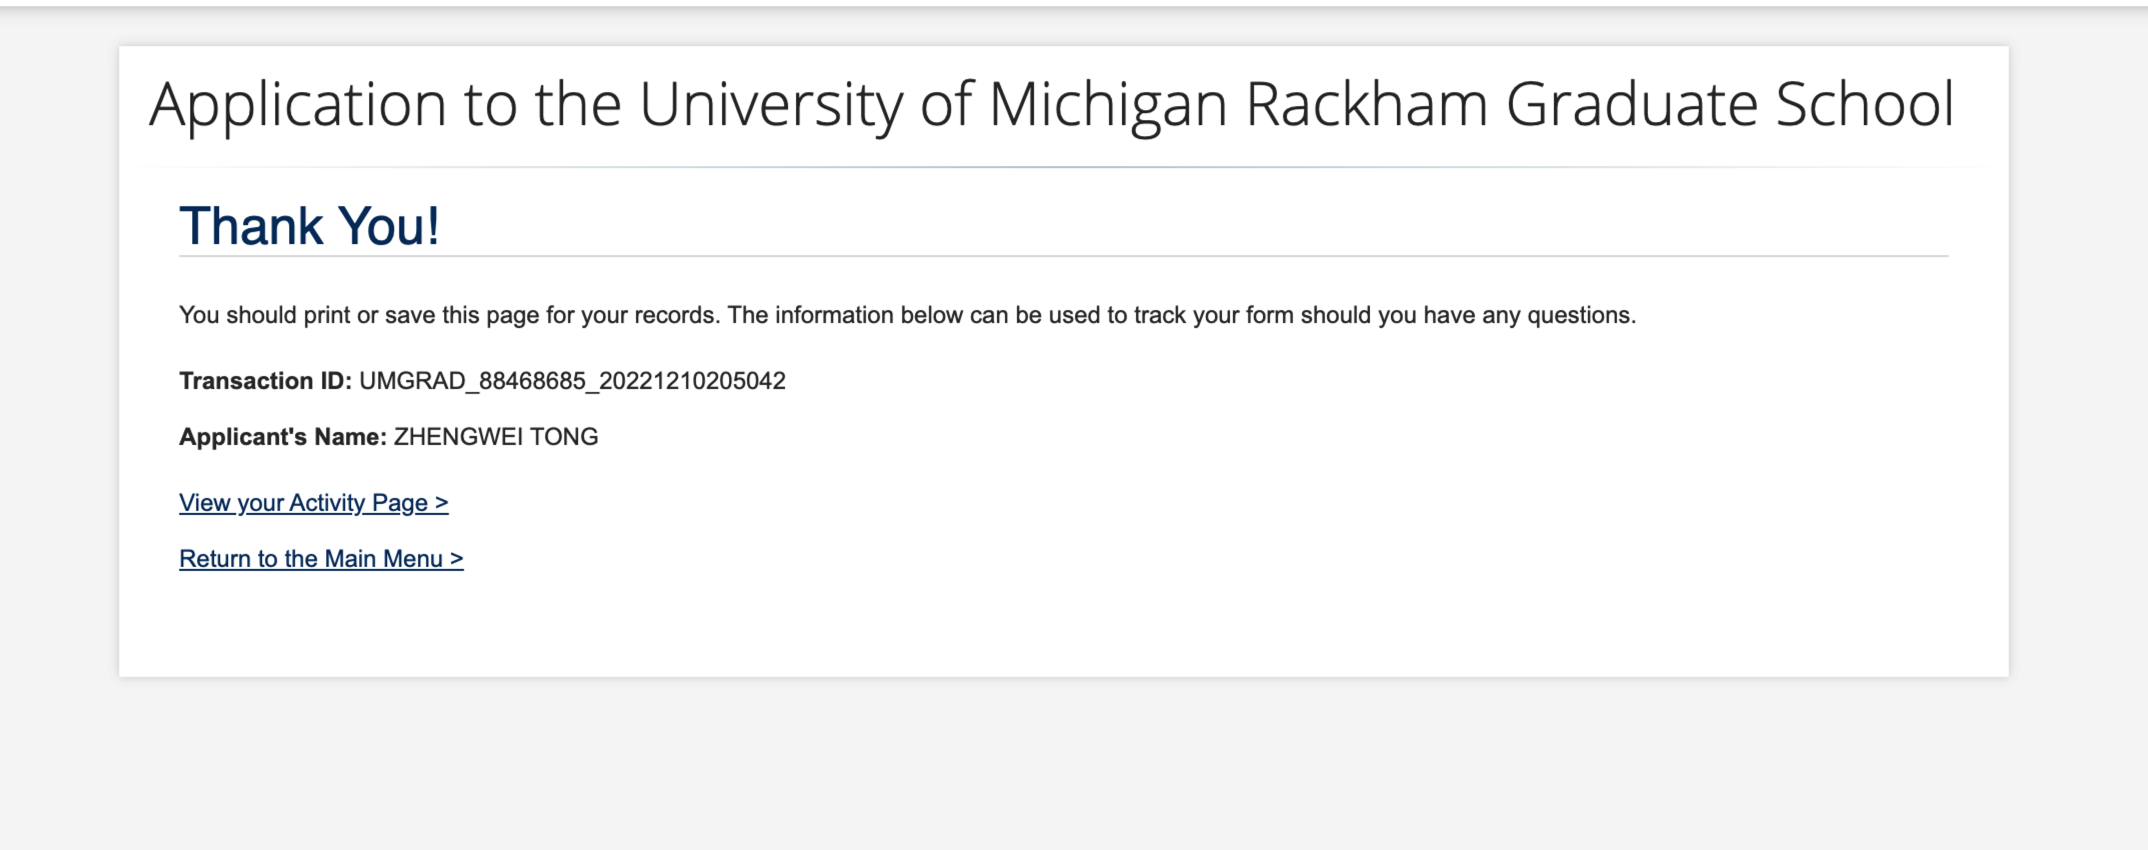 Application to the University of Michigan Rackham Graduate School
Thank You!
You should print or save this page for your records. The information below can be used to track your form should you have any questions.
Transaction ID: UMGRAD_88468685_20221210205042
Applicant's Name: ZHENGWEI TONG
View your Activity Page >
Return to the Main Menu >